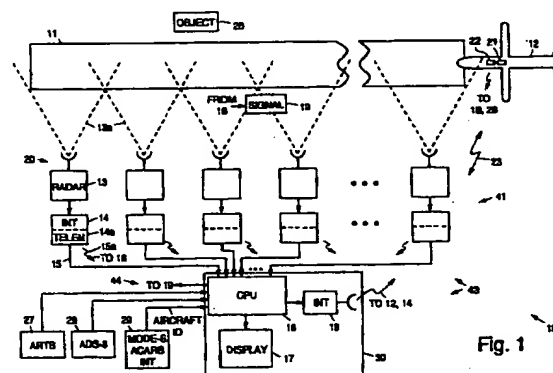 OBJECT 26
11
22 21 12
TO
18, 28
FROM
16
SIGNAL 19
13a
20
23
RADAR 13
41
INT 14
TELEM 14a
15a
TO 18
15
44
TO 19
CPU
16
INT
18
TO 12, 14
43
27 28 29
ARTS
ADS-B
MODE-S
ACARS
INT
AIRCRAFT
ID
DISPLAY
17
30
Fig. 1